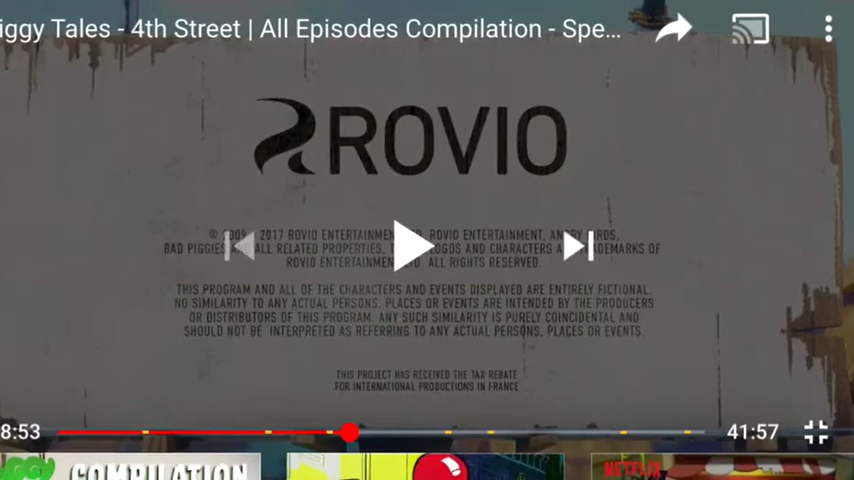 iggy Tales - 4th Street | All Episodes Compilation - Spe...
ROVIO
© 2009 - 2017 ROVIO ENTERTAINMENT LTD. ROVIO ENTERTAINMENT, ANGRY BIRDS,
BAD PIGGIES AND ALL RELATED PROPERTIES, LOGOS AND CHARACTERS TRADEMARKS OF
ROVIO ENTERTAINMENT LTD. ALL RIGHTS RESERVED.
THIS PROGRAM AND ALL OF THE CHARACTERS AND EVENTS DISPLAYED ARE ENTIRELY FICTIONAL.
NO SIMILARITY TO ANY ACTUAL PERSONS, PLACES OR EVENTS ARE INTENDED BY THE PRODUCERS
OR DISTRIBUTORS OF THIS PROGRAM. ANY SUCH SIMILARITY IS PURELY COINCIDENTAL AND
SHOULD NOT BE INTERPRETED AS REFERRING TO ANY ACTUAL PERSONS, PLACES OR EVENTS.
THIS PROJECT HAS RECEIVED THE TAX REBATE
FOR INTERNATIONAL PRODUCTIONS IN FRANCE
8:53
41:57
COMPILATION
NETFLIX